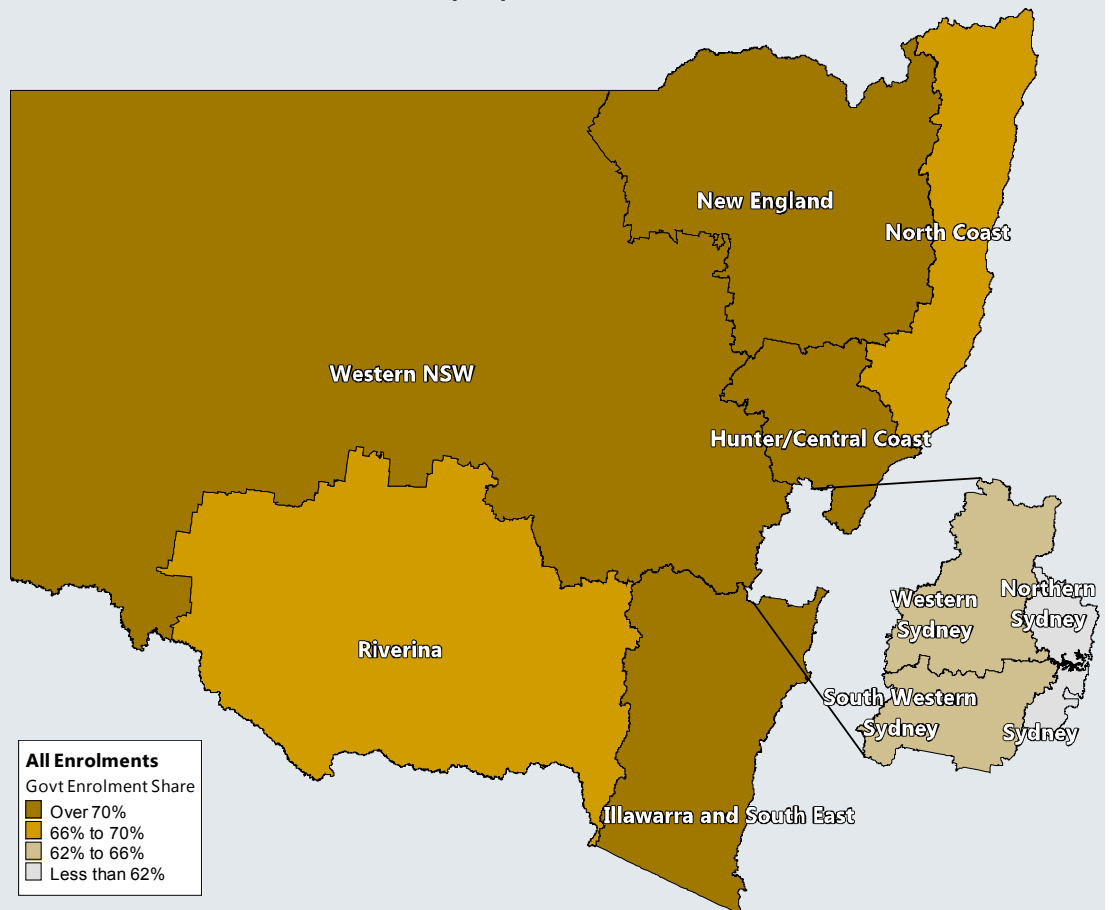 New England
North Coast
Western NSW
Hunter/Central Coast
Western
Sydney
Northern
Sydney
Riverina
South Western
Sydney
Sydney
Illawarra and South East
All Enrolments
Govt Enrolment Share
Over 70%
66% to 70%
62% to 66%
Less than 62%